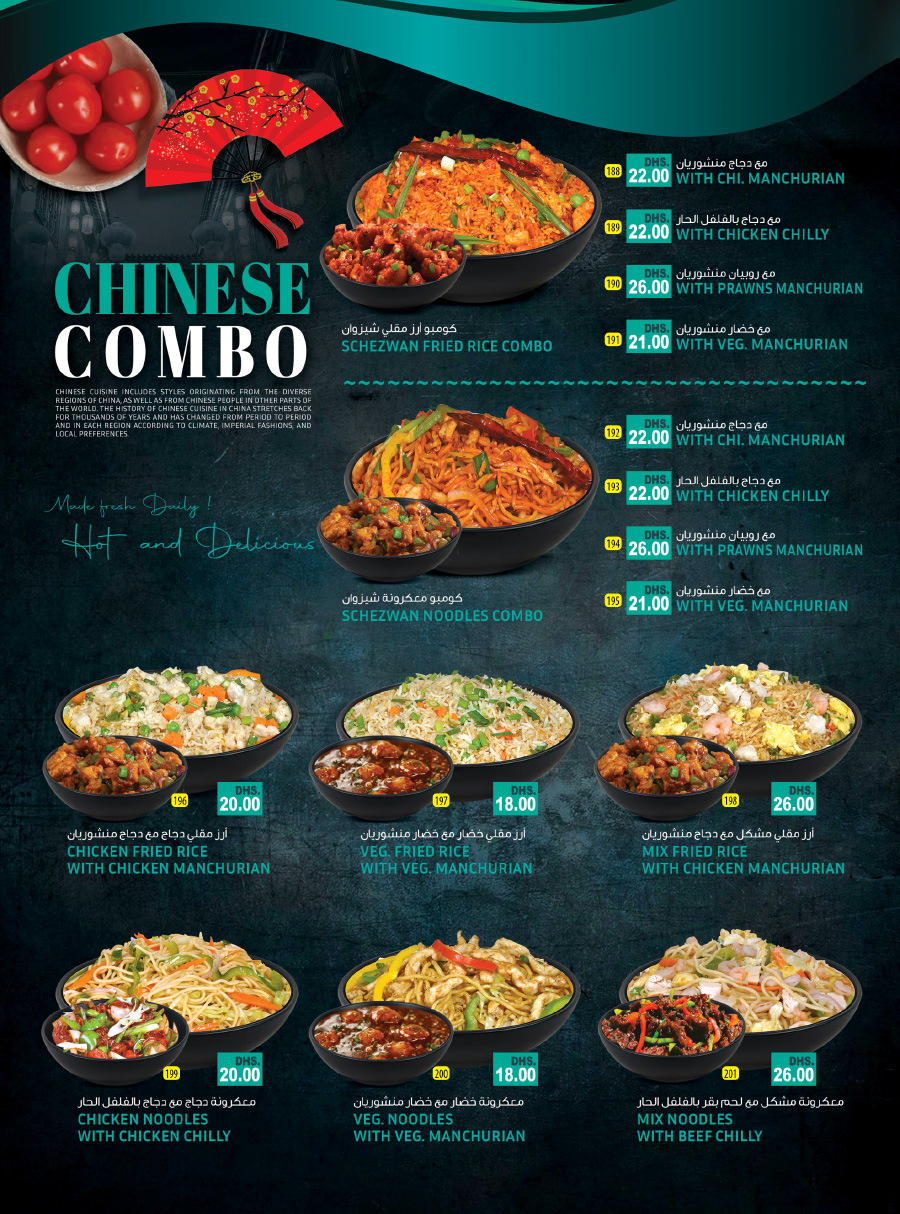 CHINESE
COMBO
CHINESE CUISINE INCLUDES STYLES ORIGINATING FROM THE DIVERSE
REGIONS OF CHINA, AS WELL AS FROM CHINESE PEOPLE IN OTHER PARTS OF
THE WORLD. THE HISTORY OF CHINESE CUISINE IN CHINA STRETCHES BACK
FOR THOUSANDS OF YEARS AND HAS CHANGED FROM PERIOD TO PERIOD
AND IN EACH REGION ACCORDING TO CLIMATE, IMPERIAL FASHIONS, AND
LOCAL PREFERENCES.
Made fresh Daily !
Hot and Delicious
كومبو أرز مقلي شيزوان
SCHEZWAN FRIED RICE COMBO
188 DHS. 22.00 مع دجاج منشوريان
WITH CHI. MANCHURIAN
189 DHS. 22.00 مع دجاج بالفلفل الحار
WITH CHICKEN CHILLY
190 DHS. 26.00 مع روبيان منشوريان
WITH PRAWNS MANCHURIAN
191 DHS. 21.00 مع خضار منشوريان
WITH VEG. MANCHURIAN
كومبو معكرونة شيزوان
SCHEZWAN NOODLES COMBO
192 DHS. 22.00 مع دجاج منشوريان
WITH CHI. MANCHURIAN
193 DHS. 22.00 مع دجاج بالفلفل الحار
WITH CHICKEN CHILLY
194 DHS. 26.00 مع روبيان منشوريان
WITH PRAWNS MANCHURIAN
195 DHS. 21.00 مع خضار منشوريان
WITH VEG. MANCHURIAN
196 DHS. 20.00
أرز مقلي دجاج مع دجاج منشوريان
CHICKEN FRIED RICE
WITH CHICKEN MANCHURIAN
197 DHS. 18.00
أرز مقلي خضار مع خضار منشوريان
VEG. FRIED RICE
WITH VEG. MANCHURIAN
198 DHS. 26.00
أرز مقلي مشكل مع دجاج منشوريان
MIX FRIED RICE
WITH CHICKEN MANCHURIAN
199 DHS. 20.00
معكرونة دجاج مع دجاج بالفلفل الحار
CHICKEN NOODLES
WITH CHICKEN CHILLY
200 DHS. 18.00
معكرونة خضار مع خضار منشوريان
VEG. NOODLES
WITH VEG. MANCHURIAN
201 DHS. 26.00
معكرونة مشكل مع لحم بقر بالفلفل الحار
MIX NOODLES
WITH BEEF CHILLY